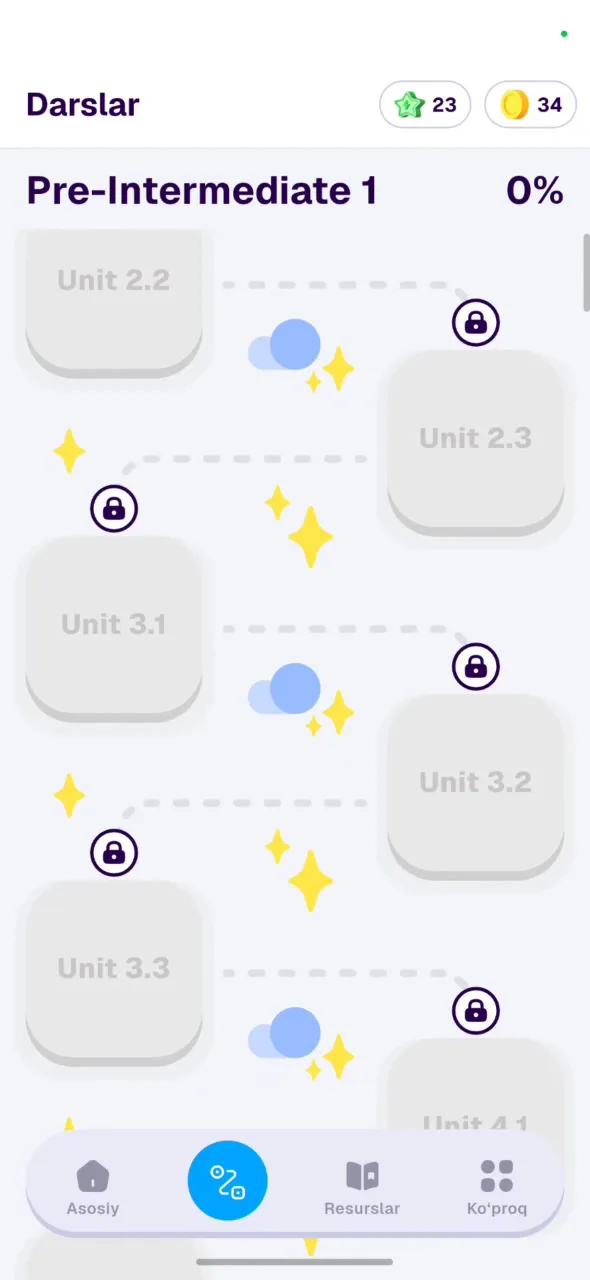 Darslar
23
34
Pre-Intermediate 1
0%
Unit 2.2
Unit 2.3
Unit 3.1
Unit 3.2
Unit 3.3
Unit 4.1
Asosiy
Resurslar
Ko‘proq